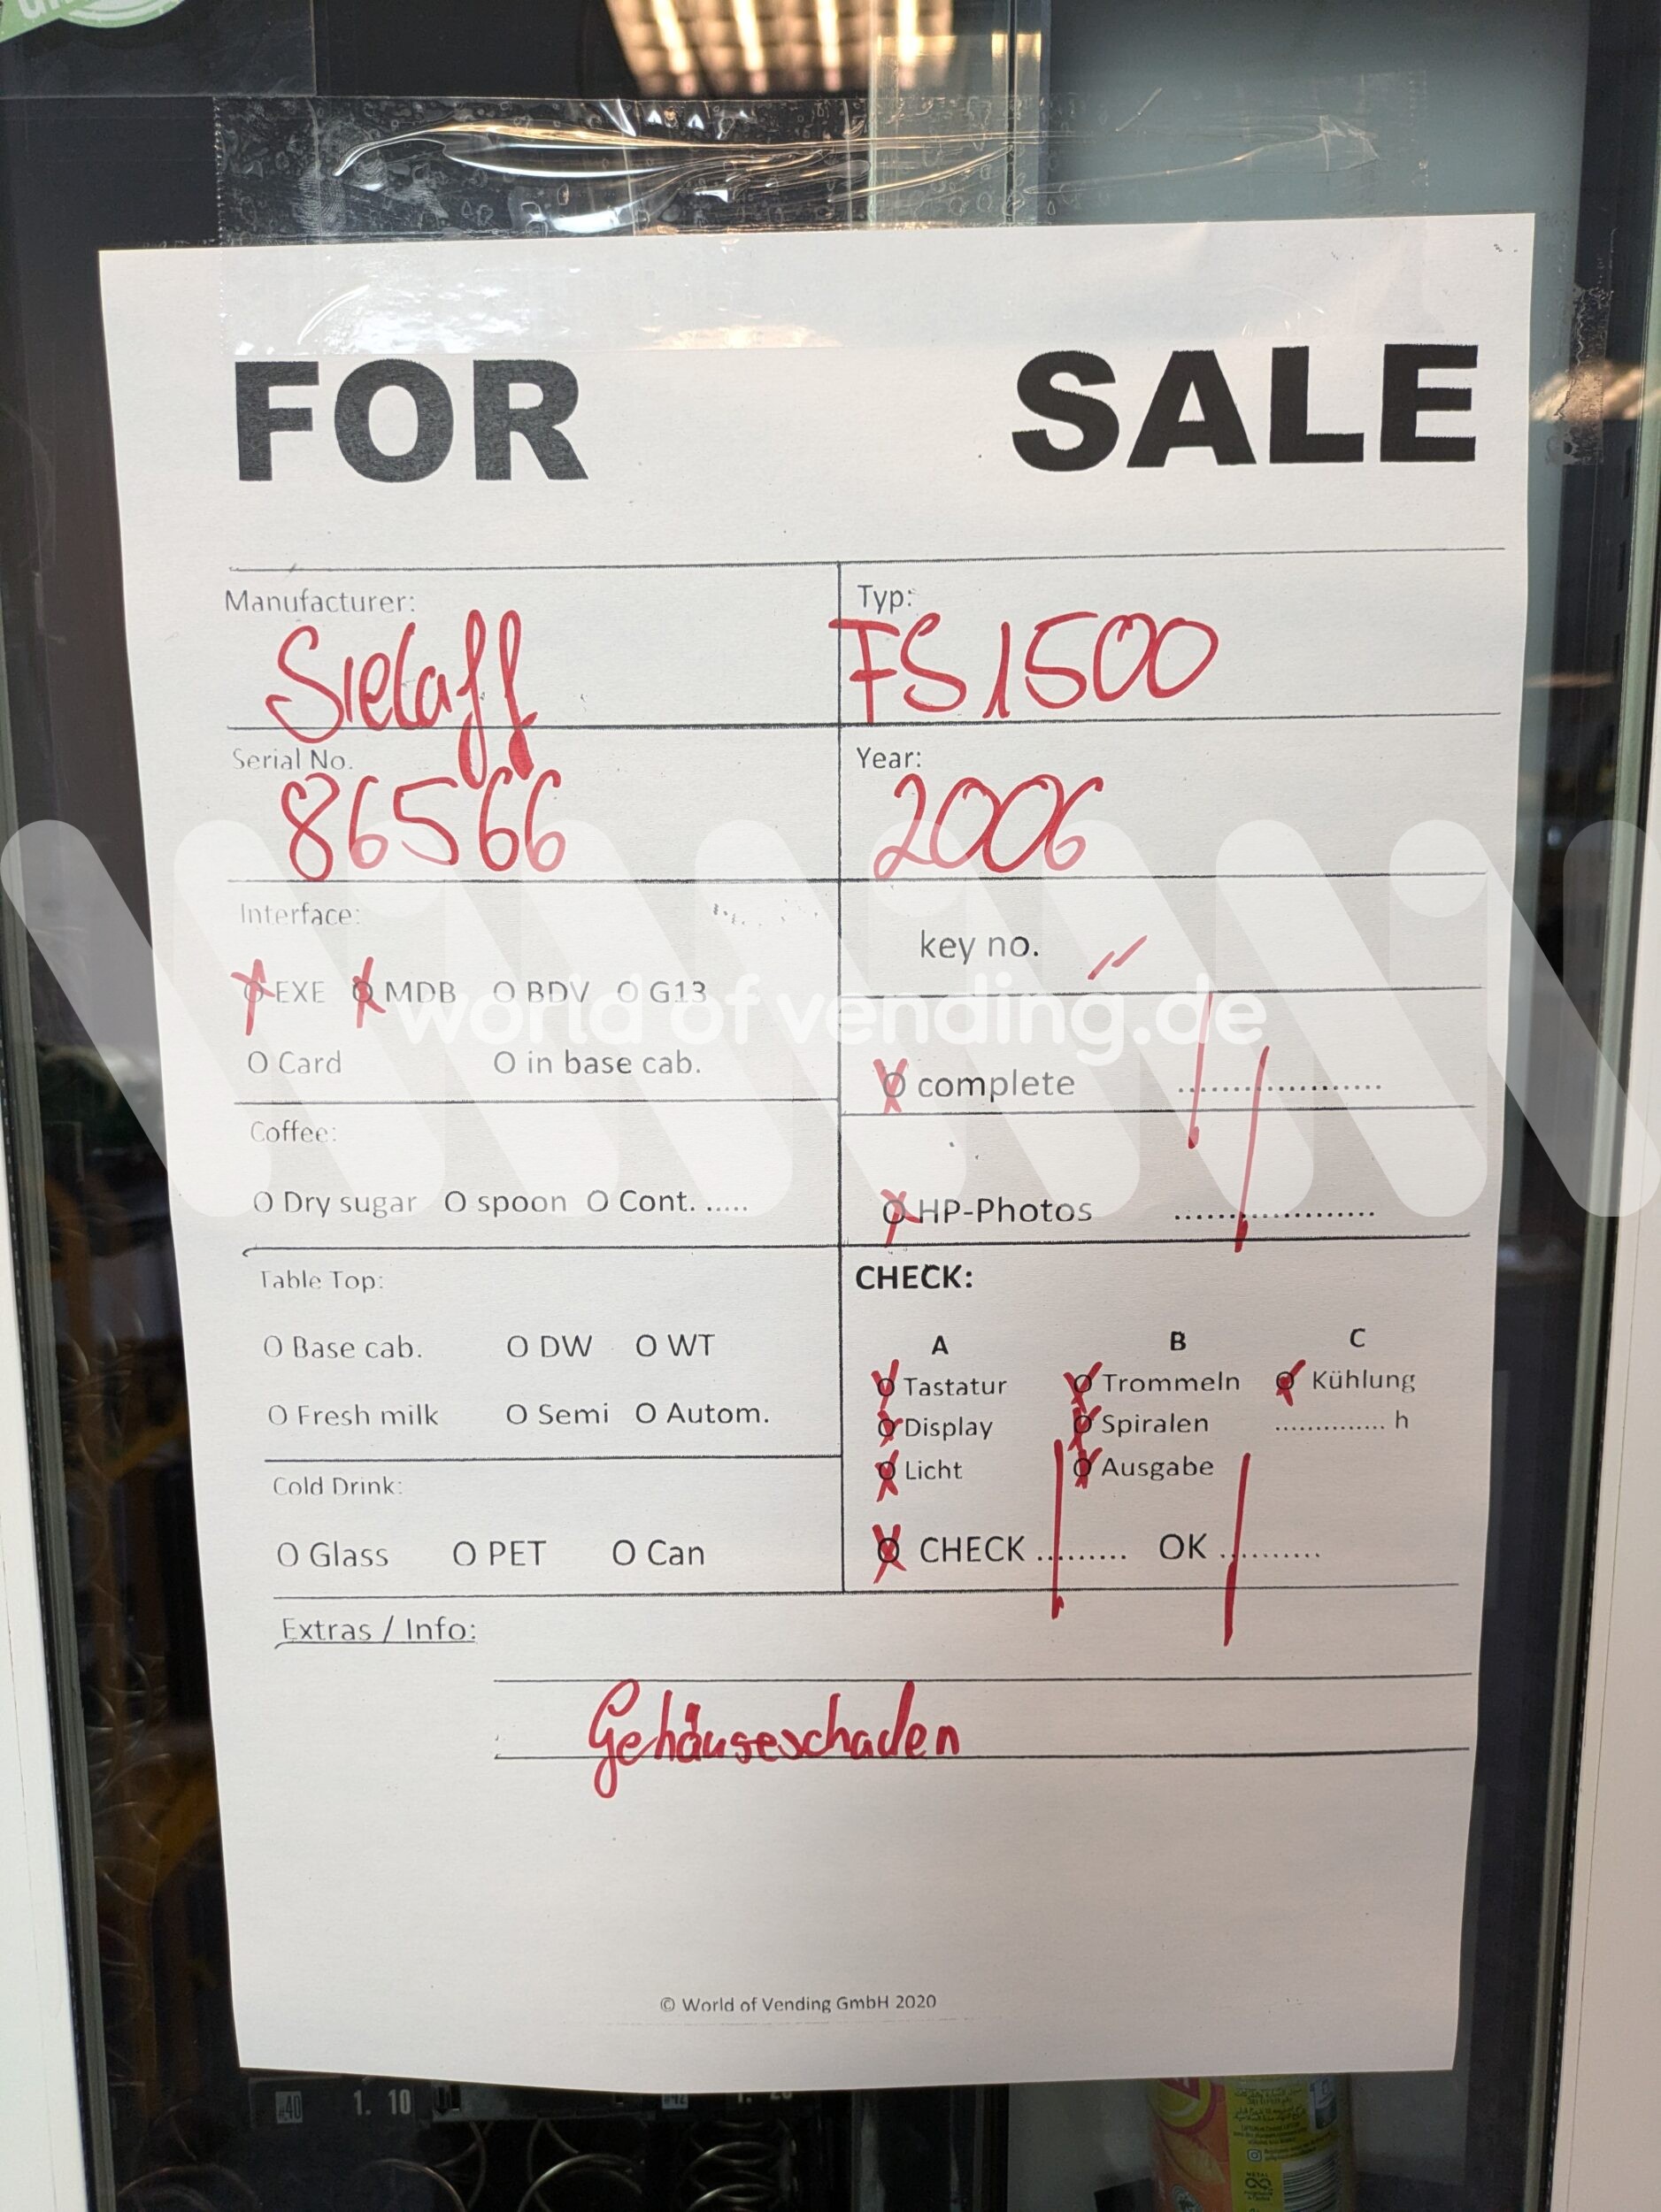 FOR SALE
Manufacturer: Typ:
Sielaff FS 1500
Serial No. Year:
86566 2006
Interface:
key no. //
O EXE O MDB O BDV O G13
world of vending.de
O Card O in base cab.
O complete ....................
Coffee:
O Dry sugar O spoon O Cont. .....
O HP-Photos ....................
Table Top: CHECK:
A B C
O Base cab. O DW O WT
O Tastatur O Trommeln O Kühlung
O Fresh milk O Semi O Autom.
O Display O Spiralen .............. h
O Licht O Ausgabe
Cold Drink:
O Glass O PET O Can
O CHECK ......... OK ..........
Extras / Info:
Gehäuseschaden
© World of Vending GmbH 2020
40 1. 10